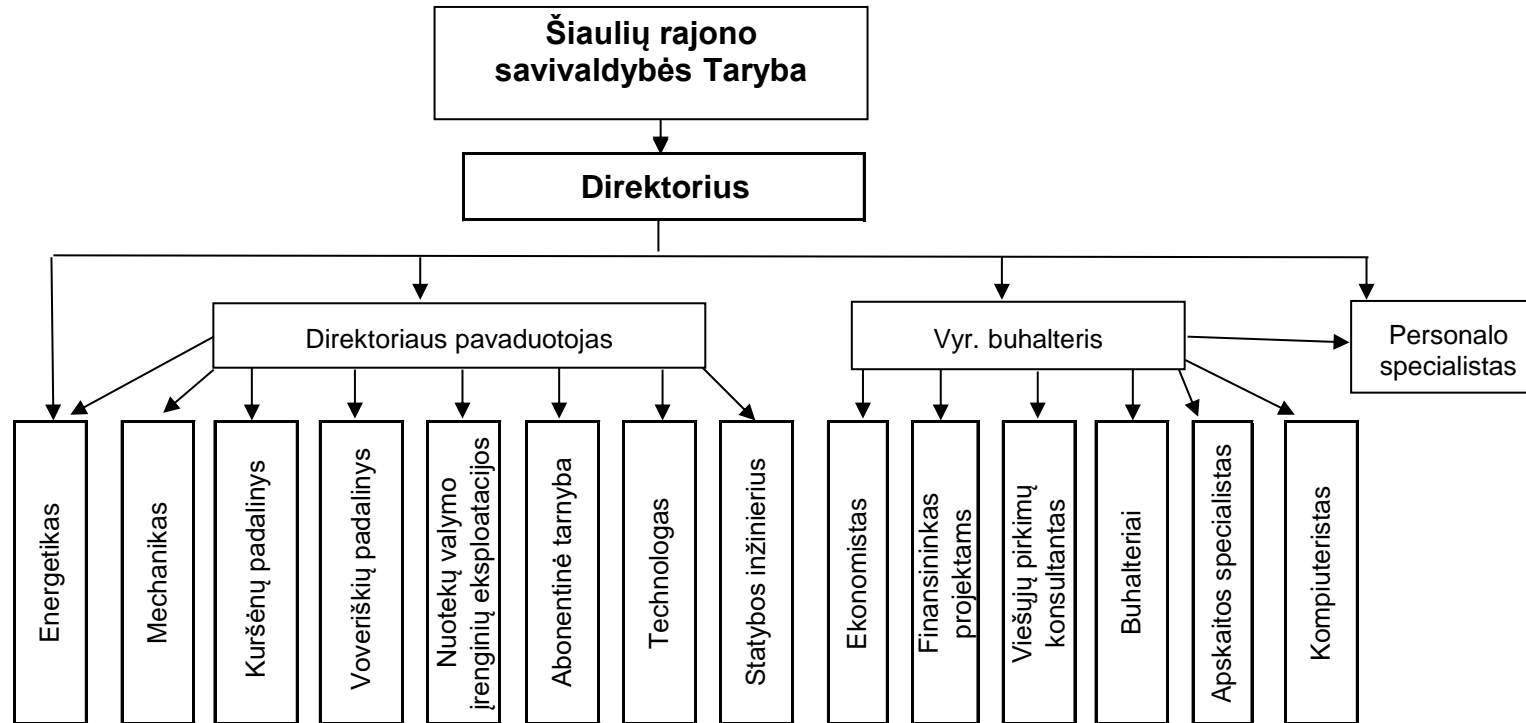 Šiaulių rajono
savivaldybės Taryba
Direktorius
Direktoriaus pavaduotojas
Vyr. buhalteris
Personalo
specialistas
Energetikas
Mechanikas
Kuršėnų padalinys
Voveriškių padalinys
Nuotekų valymo
įrenginių eksploatacijos
Abonentinė tarnyba
Technologas
Statybos inžinierius
Ekonomistas
Finansininkas
projektams
Viešųjų pirkimų
konsultantas
Buhalteriai
Apskaitos specialistas
Kompiuteristas